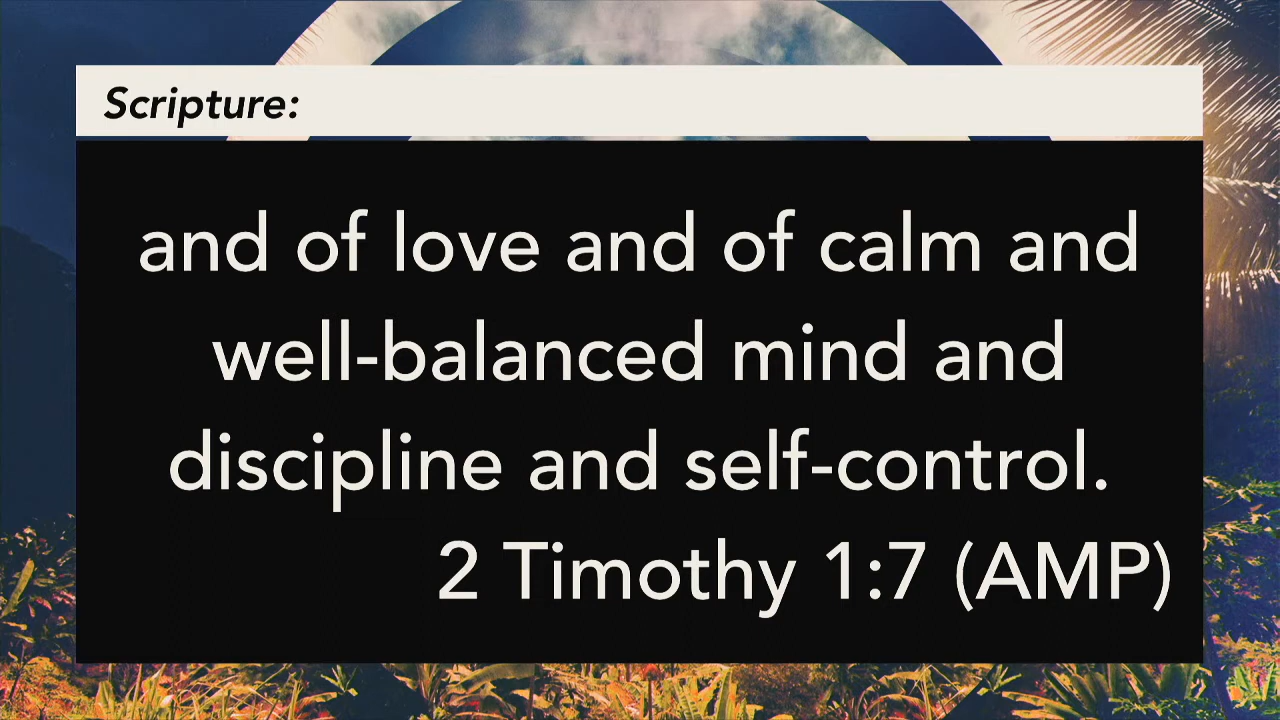 Scripture:
and of love and of calm and
well-balanced mind and
discipline and self-control.
2 Timothy 1:7 (AMP)